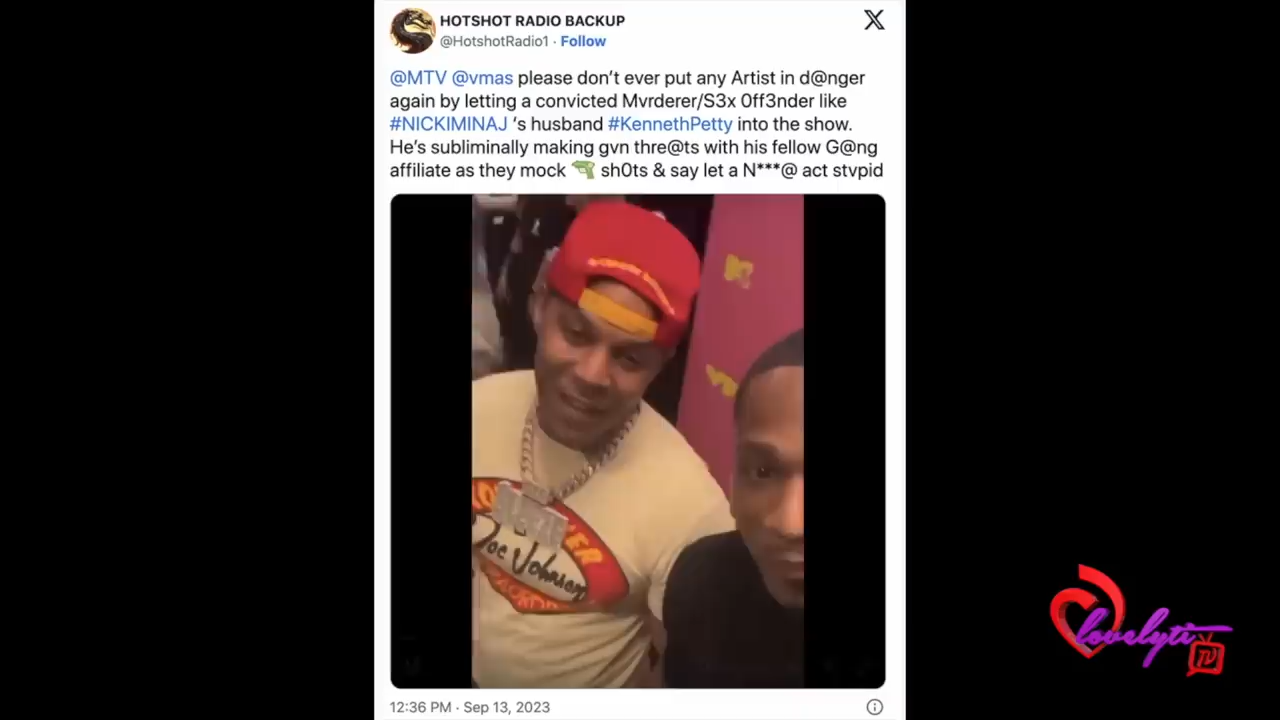 HOTSHOT RADIO BACKUP
@HotshotRadio1 · Follow
@MTV @vmas please don’t ever put any Artist in d@nger
again by letting a convicted Mvrderer/S3x 0ff3nder like
#NICKIMINAJ ‘s husband #KennethPetty into the show.
He’s subliminally making gvn thre@ts with his fellow G@ng
affiliate as they mock 🔫 sh0ts & say let a N***@ act stvpid
Joe Johnson
12:36 PM · Sep 13, 2023
lovelyti
TV